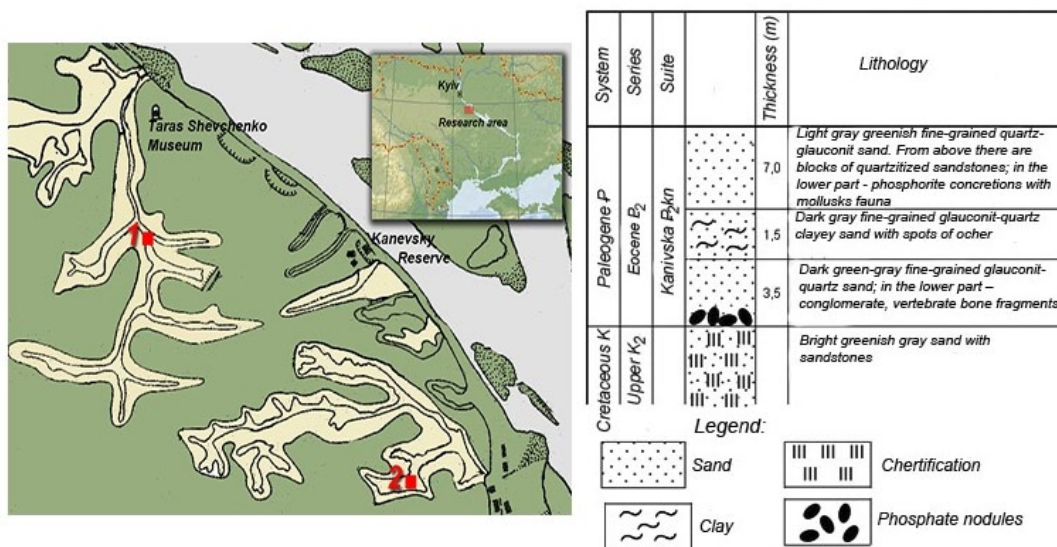 Taras Shevchenko
Museum
Kyiv
Research area
Kanevsky
Reserve
1
2
System
Series
Suite
Thickness (m)
Lithology
Paleogene P
Eocene P2
Kanivska P2kn
7,0
Light gray greenish fine-grained quartz-
glauconit sand. From above there are
blocks of quartzitized sandstones; in the
lower part - phosphorite concretions with
mollusks fauna
1,5
Dark gray fine-grained glauconit-quartz
clayey sand with spots of ocher
3,5
Dark green-gray fine-grained glauconit-
quartz sand; in the lower part –
conglomerate, vertebrate bone fragments
Cretaceous K
Upper K2
Bright greenish gray sand with
sandstones
Legend:
Sand
Chertification
Clay
Phosphate nodules